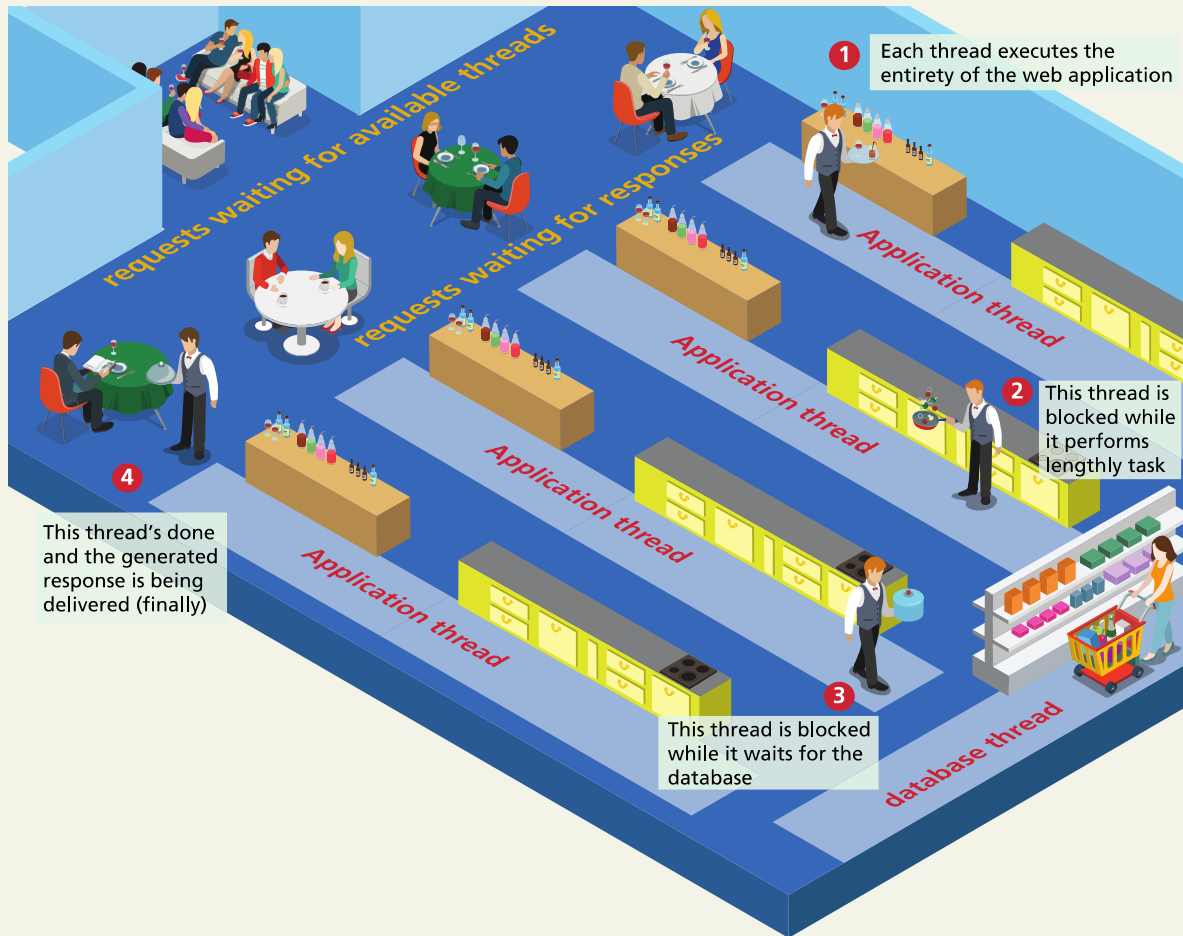 requests waiting for available threads
requests waiting for responses
1
Each thread executes the
entirety of the web application
Application thread
Application thread
2
This thread is
blocked while
it performs
lengthly task
Application thread
Application thread
3
This thread is blocked
while it waits for the
database
database thread
4
This thread's done
and the generated
response is being
delivered (finally)